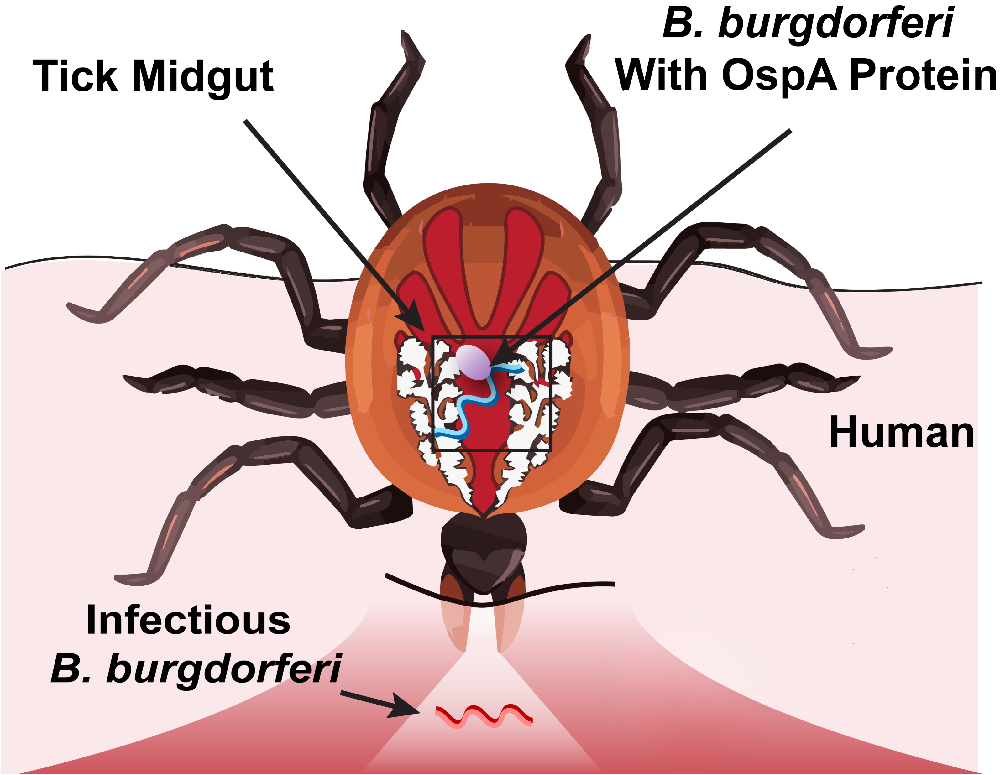 B. burgdorferi
With OspA Protein
Tick Midgut
Human
Infectious
B. burgdorferi